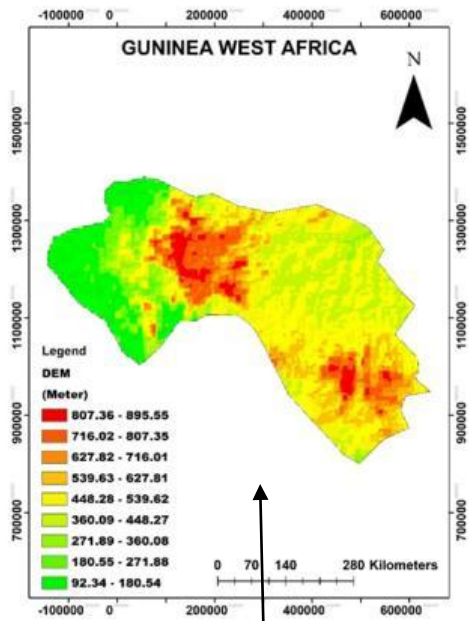 -100000 0 200000 400000 600000
GUNINEA WEST AFRICA
N
1500000 1500000
1300000 1300000
1100000 1100000
900000 900000
700000 700000
Legend
DEM
(Meter)
807.36 - 895.55
716.02 - 807.35
627.82 - 716.01
539.63 - 627.81
448.28 - 539.62
360.09 - 448.27
271.89 - 360.08
180.55 - 271.88
92.34 - 180.54
0 70 140 280 Kilometers
-100000 0 200000 400000 600000